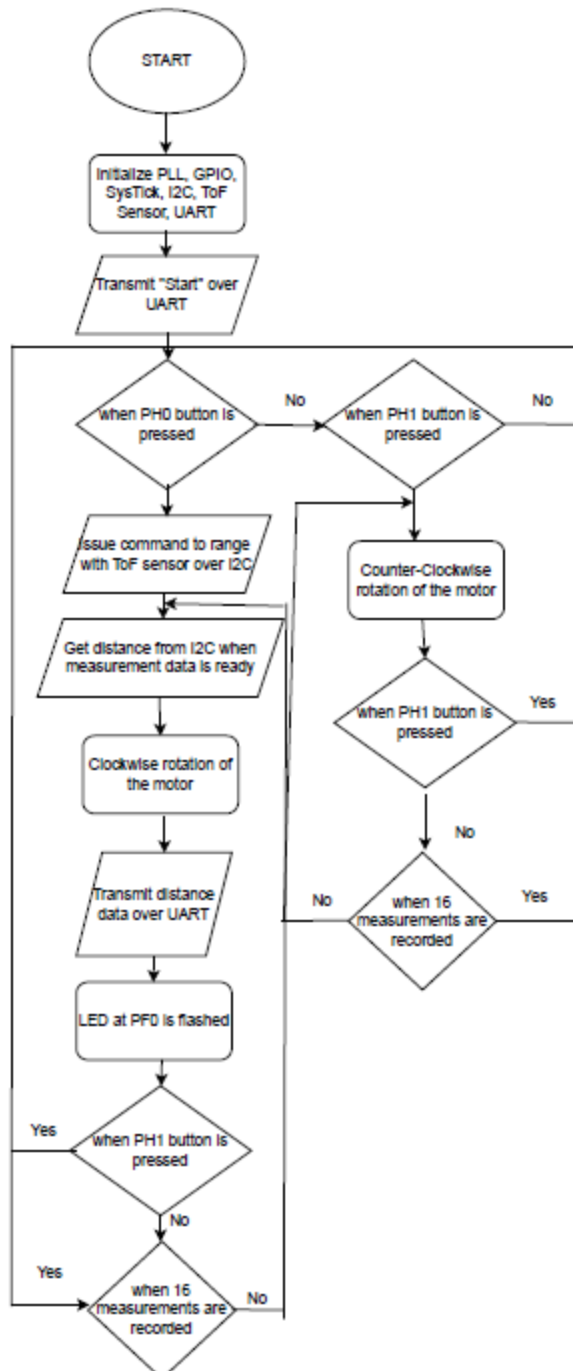 START
Initialize PLL, GPIO,
SysTick, I2C, ToF
Sensor, UART
Transmit "Start" over
UART
when PH0 button is
pressed
No
when PH1 button is
pressed
No
Issue command to range
with ToF sensor over I2C
Get distance from I2C when
measurement data is ready
Clockwise rotation of
the motor
Transmit distance
data over UART
LED at PF0 is flashed
Yes
when PH1 button is
pressed
No
Yes
when 16
measurements are
recorded
No
Counter-Clockwise
rotation of the motor
when PH1 button is
pressed
Yes
No
No
when 16
measurements are
recorded
Yes